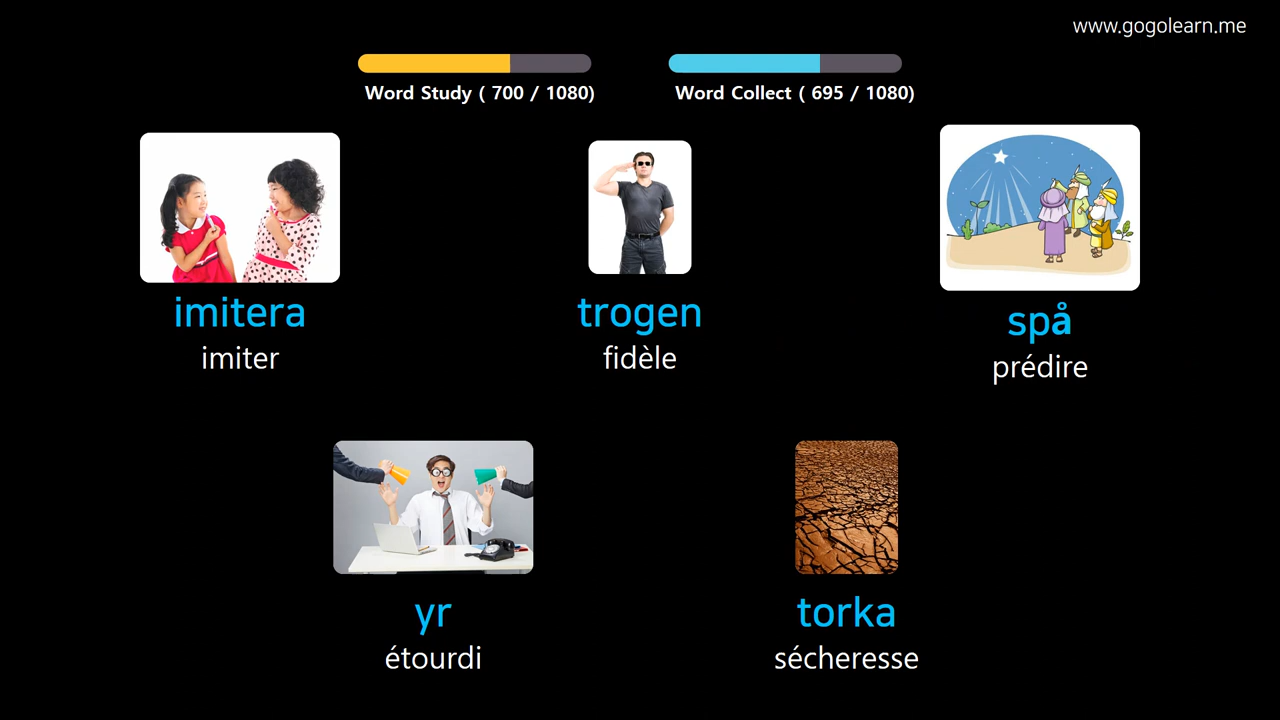 www.gogolearn.me
Word Study ( 700 / 1080)
Word Collect ( 695 / 1080)
imitera
imiter
trogen
fidèle
spå
prédire
yr
étourdi
torka
sécheresse